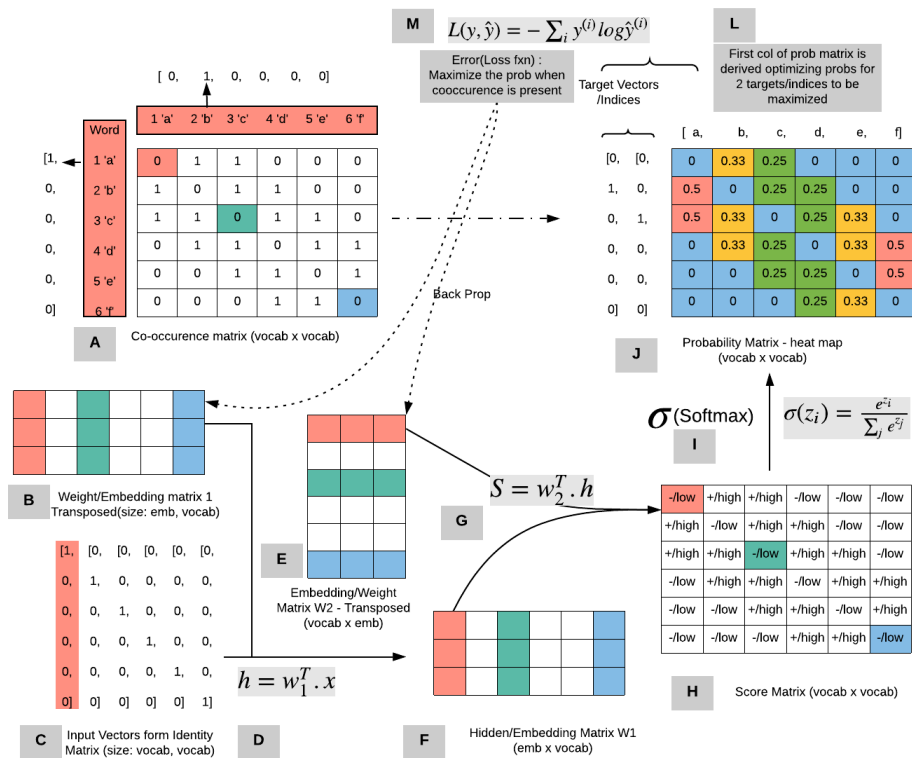 M
L(y, ŷ) = − ∑ᵢ y⁽ⁱ⁾ logŷ⁽ⁱ⁾
L
Error(Loss fxn) :
Maximize the prob when
cooccurence is present
First col of prob matrix is
derived optimizing probs for
2 targets/indices to be
maximized
Target Vectors
/Indices
[ 0, 1, 0, 0, 0, 0]
1 'a' 2 'b' 3 'c' 4 'd' 5 'e' 6 'f'
Word
[1, 1 'a' 0 1 1 0 0 0
0, 2 'b' 1 0 1 1 0 0
0, 3 'c' 1 1 0 1 1 0
0, 4 'd' 0 1 1 0 1 1
0, 5 'e' 0 0 1 1 0 1
0] 6 'f' 0 0 0 1 1 0
A
Co-occurence matrix (vocab x vocab)
Back Prop
[ a, b, c, d, e, f]
[0, [0, 0 0.33 0.25 0 0 0
1, 0, 0.5 0 0.25 0.25 0 0
0, 1, 0.5 0.33 0 0.25 0.33 0
0, 0, 0 0.33 0.25 0 0.33 0.5
0, 0, 0 0 0.25 0.25 0 0.5
0] 0] 0 0 0 0.25 0.33 0
J
Probability Matrix - heat map
(vocab x vocab)
σ(Softmax)
σ(zᵢ) = e^{zᵢ} / ∑ⱼ e^{zⱼ}
I
B
Weight/Embedding matrix 1
Transposed(size: emb, vocab)
[1, [0, [0, [0, [0, [0,
0, 1, 0, 0, 0, 0,
0, 0, 1, 0, 0, 0,
0, 0, 0, 1, 0, 0,
0, 0, 0, 0, 1, 0,
0] 0] 0] 0] 0] 1]
C
Input Vectors form Identity
Matrix (size: vocab, vocab)
D
h = w₁ᵀ . x
E
Embedding/Weight
Matrix W2 - Transposed
(vocab x emb)
G
S = w₂ᵀ . h
F
Hidden/Embedding Matrix W1
(emb x vocab)
-/low +/high +/high -/low -/low -/low
+/high -/low +/high +/high -/low -/low
+/high +/high -/low +/high +/high -/low
-/low +/high +/high -/low +/high +/high
-/low -/low +/high +/high -/low +/high
-/low -/low -/low +/high +/high -/low
H
Score Matrix (vocab x vocab)